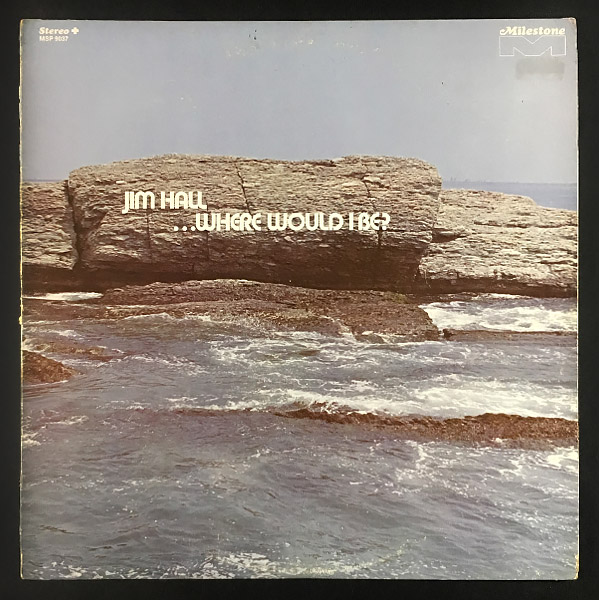 Stereo
MSP 9037
Milestone
M
JIM HALL
...WHERE WOULD I BE?